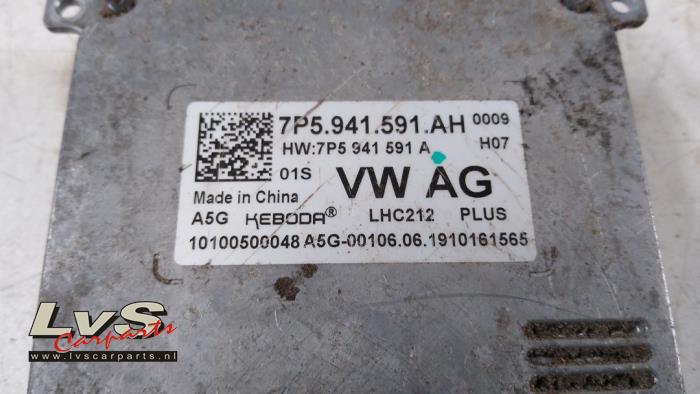 7P5.941.591.AH 0009
HW:7P5 941 591 A H07
01S VW AG
Made in China
A5G KEBODA® LHC212 PLUS
10100500048 A5G-00106.06.1910161565
LvS
Carparts
www.lvscarparts.nl